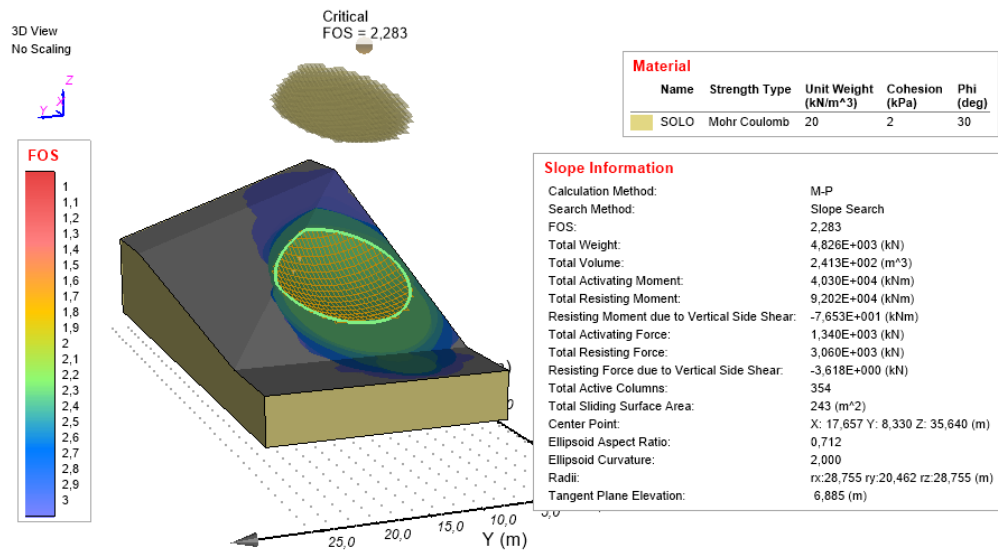 3D View
No Scaling
Critical
FOS = 2,283
Z
Y
X
FOS
1
1,1
1,2
1,3
1,4
1,5
1,6
1,7
1,8
1,9
2
2,1
2,2
2,3
2,4
2,5
2,6
2,7
2,8
2,9
3
Material
Name Strength Type Unit Weight (kN/m^3) Cohesion (kPa) Phi (deg)
SOLO Mohr Coulomb 20 2 30
Slope Information
Calculation Method: M-P
Search Method: Slope Search
FOS: 2,283
Total Weight: 4,826E+003 (kN)
Total Volume: 2,413E+002 (m^3)
Total Activating Moment: 4,030E+004 (kNm)
Total Resisting Moment: 9,202E+004 (kNm)
Resisting Moment due to Vertical Side Shear: -7,653E+001 (kNm)
Total Activating Force: 1,340E+003 (kN)
Total Resisting Force: 3,060E+003 (kN)
Resisting Force due to Vertical Side Shear: -3,618E+000 (kN)
Total Active Columns: 354
Total Sliding Surface Area: 243 (m^2)
Center Point: X: 17,657 Y: 8,330 Z: 35,640 (m)
Ellipsoid Aspect Ratio: 0,712
Ellipsoid Curvature: 2,000
Radii: rx:28,755 ry:20,462 rz:28,755 (m)
Tangent Plane Elevation: 6,885 (m)
25,0 20,0 15,0 10,0
Y (m)